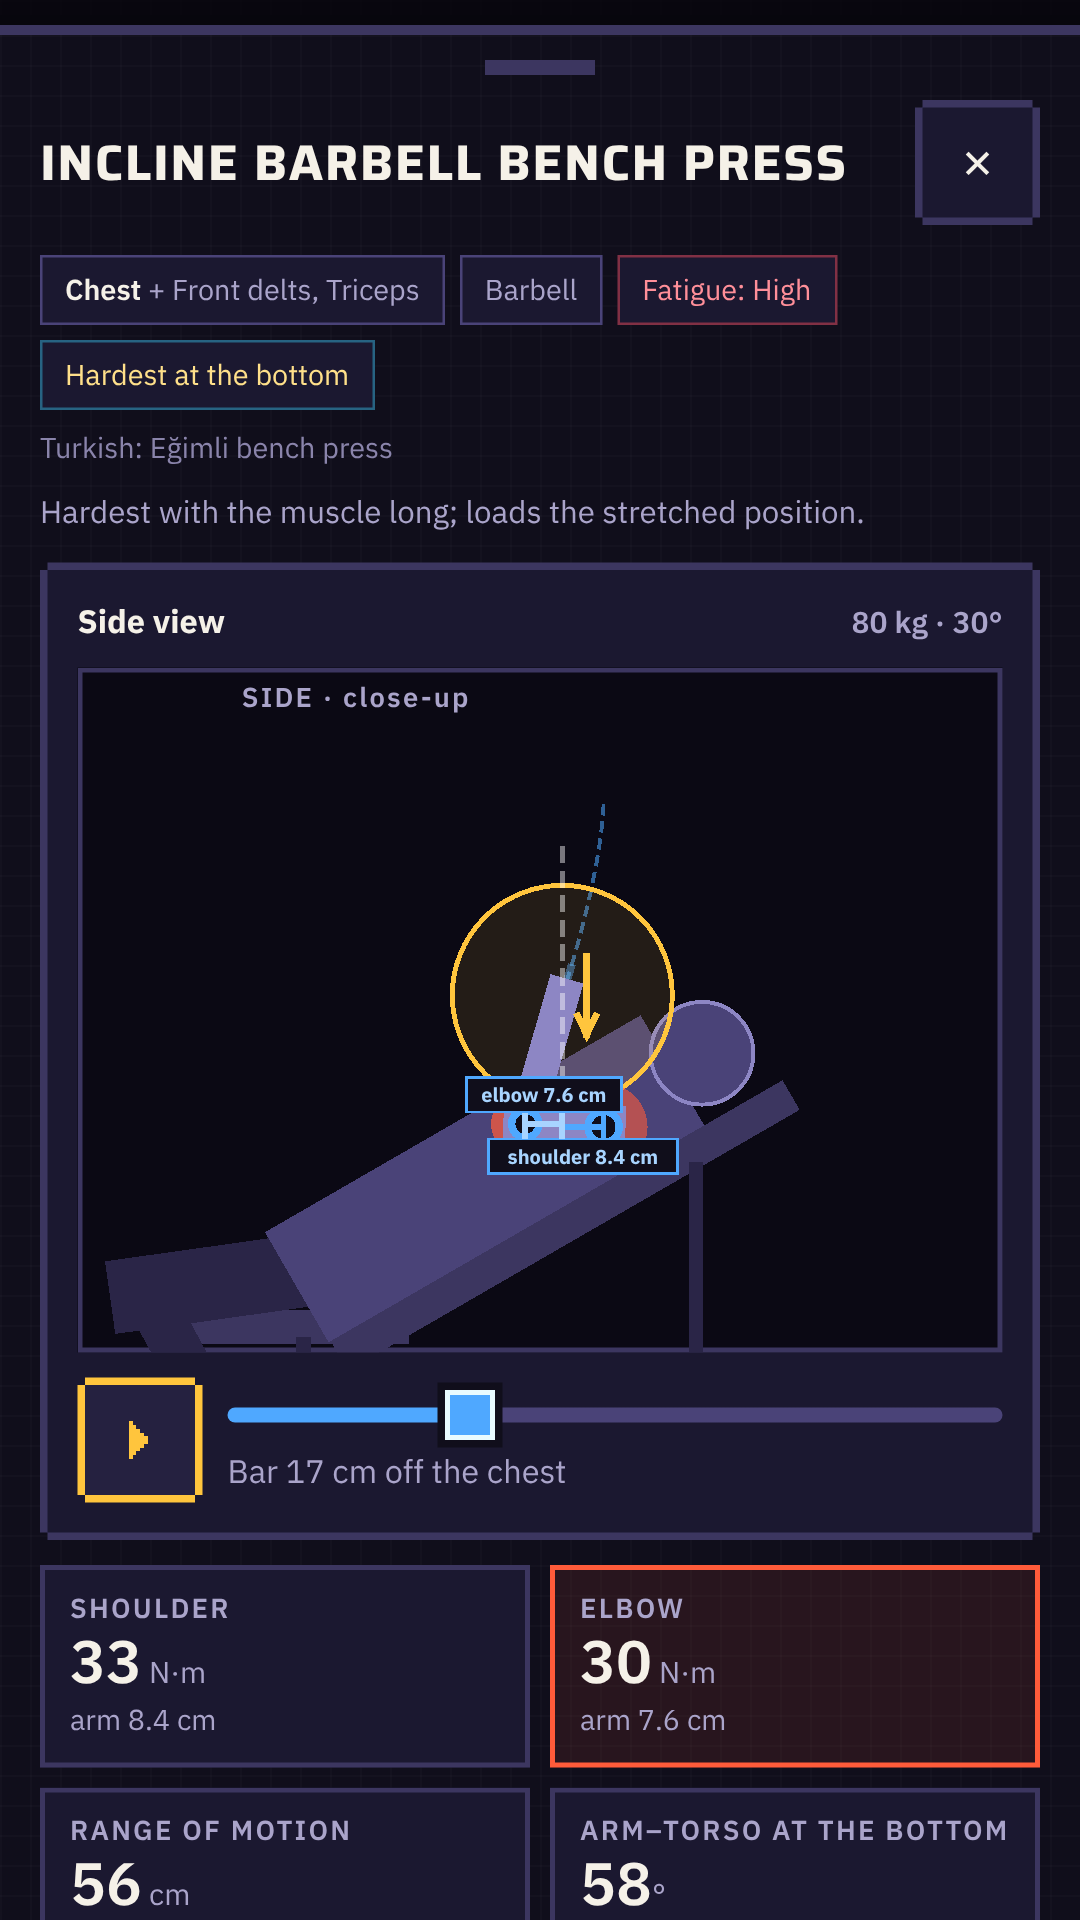 INCLINE BARBELL BENCH PRESS
×
Chest + Front delts, Triceps
Barbell
Fatigue: High
Hardest at the bottom
Turkish: Eğimli bench press
Hardest with the muscle long; loads the stretched position.
Side view
80 kg · 30°
SIDE · close-up
elbow 7.6 cm
shoulder 8.4 cm
Bar 17 cm off the chest
SHOULDER
33 N·m
arm 8.4 cm
ELBOW
30 N·m
arm 7.6 cm
RANGE OF MOTION
56 cm
ARM–TORSO AT THE BOTTOM
58°